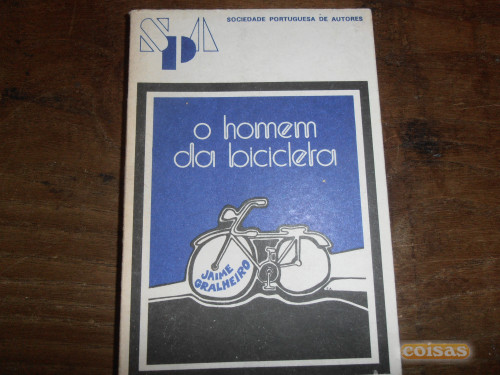 SPA
SOCIEDADE PORTUGUESA DE AUTORES
o homem
da bicicleta
JAIME
GRALHEIRO
coisas